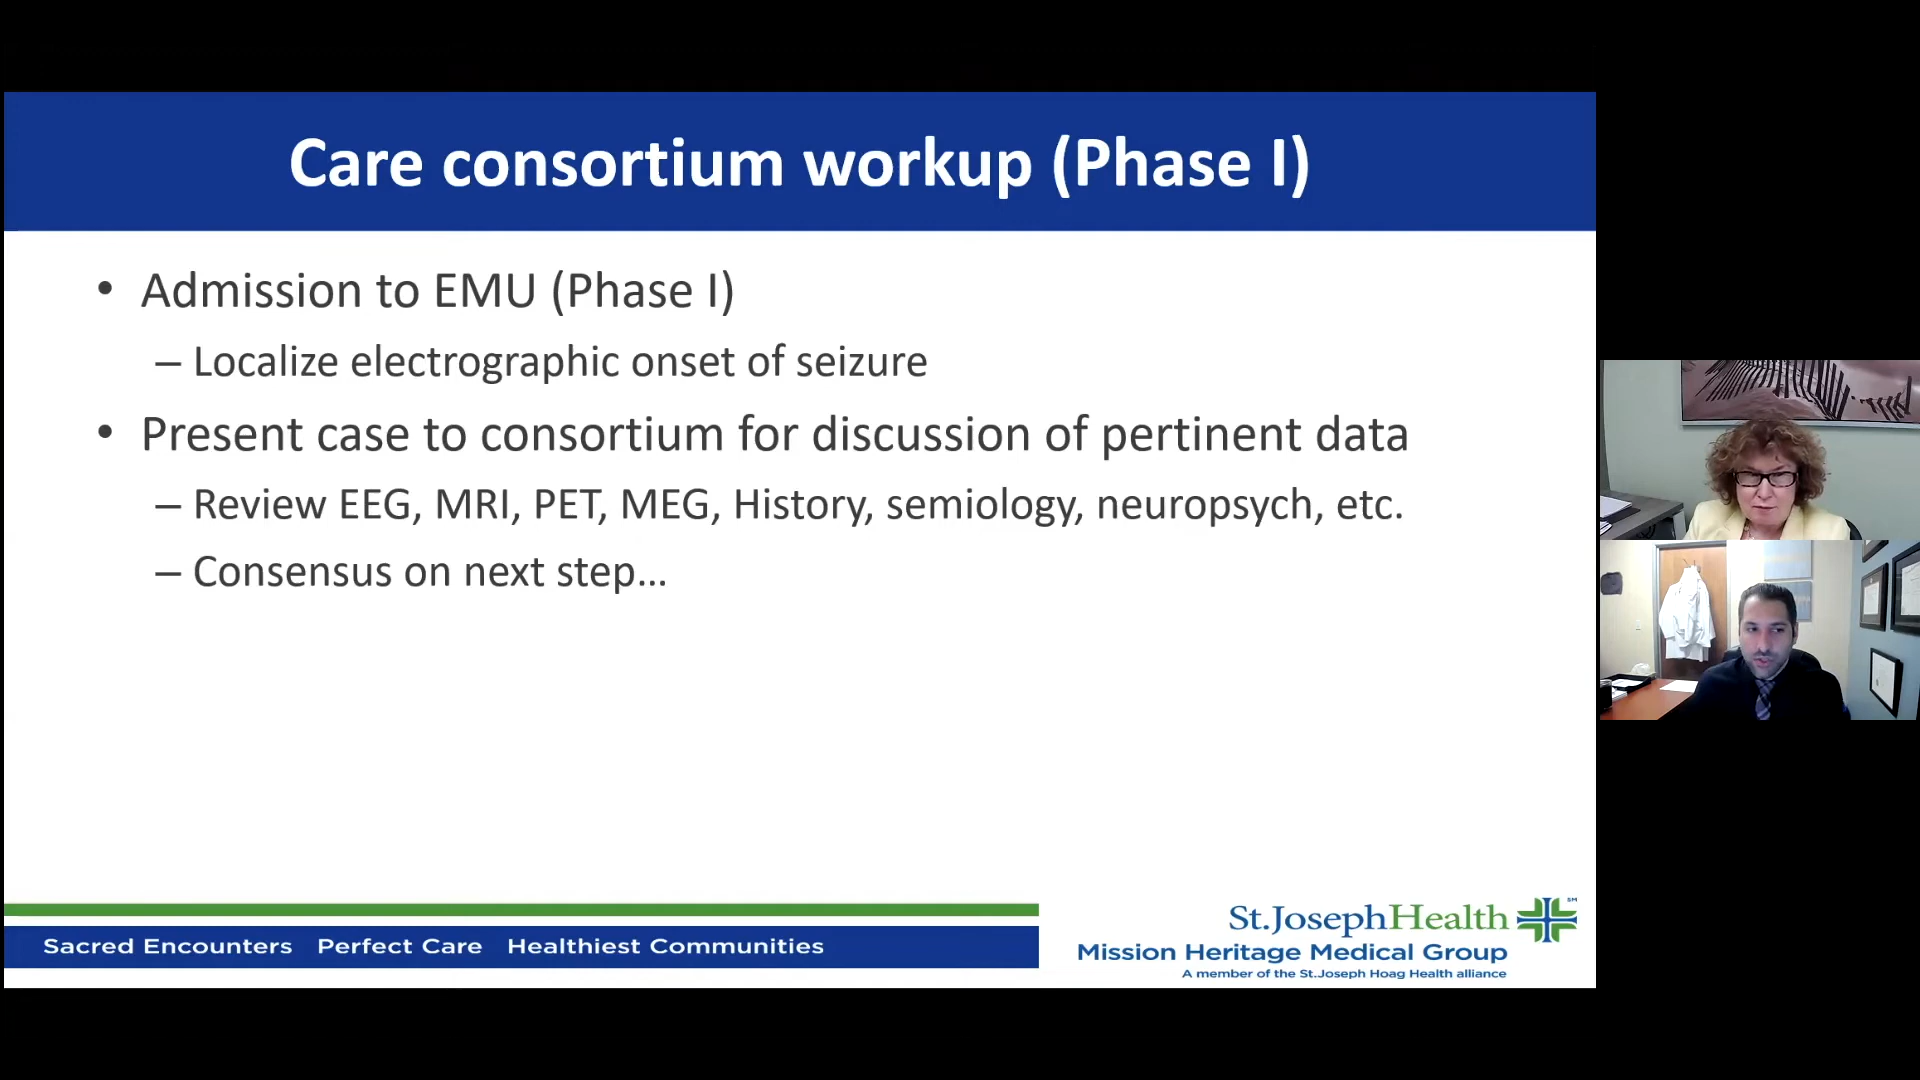 Care consortium workup (Phase I)
• Admission to EMU (Phase I)
– Localize electrographic onset of seizure
• Present case to consortium for discussion of pertinent data
– Review EEG, MRI, PET, MEG, History, semiology, neuropsych, etc.
– Consensus on next step...
Sacred Encounters Perfect Care Healthiest Communities
St.JosephHealth SM
Mission Heritage Medical Group
A member of the St.Joseph Hoag Health alliance